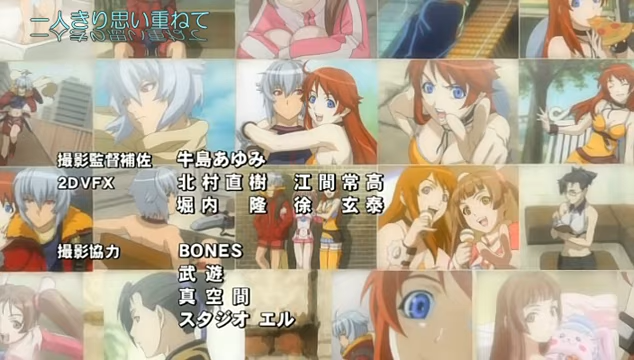 一人きり思い重ねて
撮影監督補佐 牛島あゆみ
2DVFX 北村直樹 江間常高
堀内 隆 徐 玄泰
撮影協力 BONES
武遊
真空間
スタジオ エル